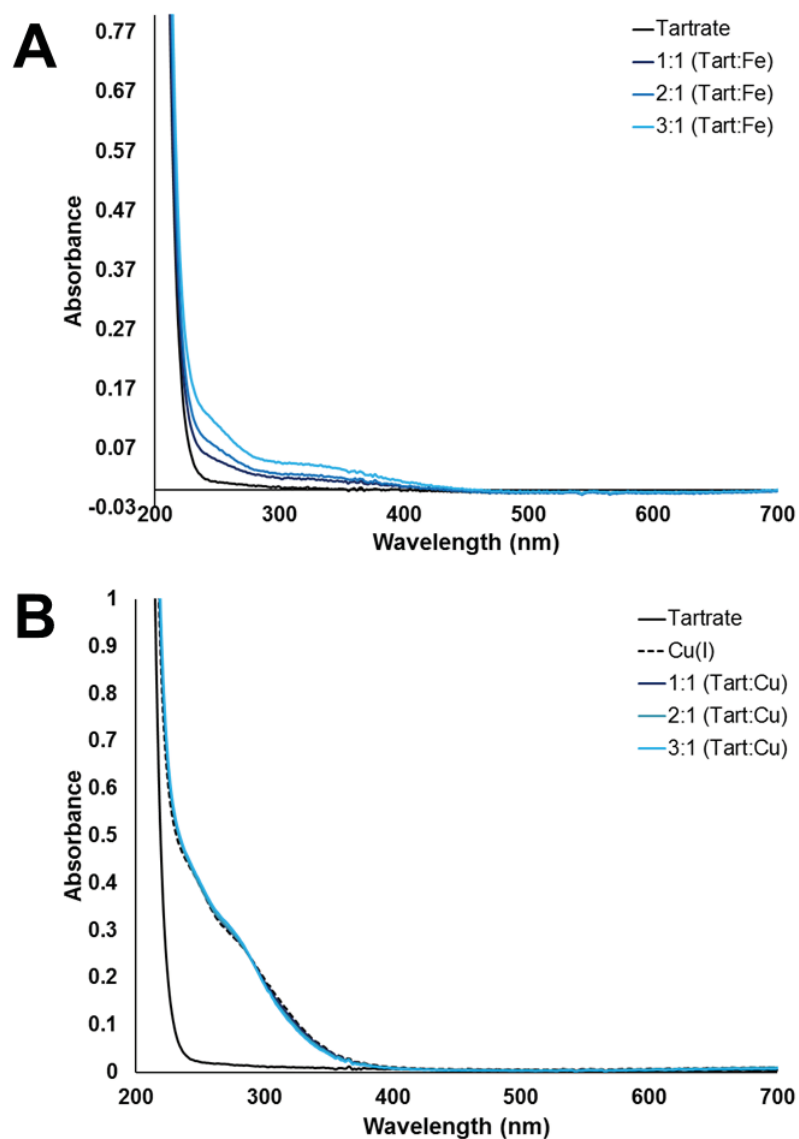 A
Absorbance
0.77
0.67
0.57
0.47
0.37
0.27
0.17
0.07
-0.03
200
300
400
500
600
700
Wavelength (nm)
Tartrate
1:1 (Tart:Fe)
2:1 (Tart:Fe)
3:1 (Tart:Fe)
B
Absorbance
1
0.9
0.8
0.7
0.6
0.5
0.4
0.3
0.2
0.1
0
200
300
400
500
600
700
Wavelength (nm)
Tartrate
Cu(I)
1:1 (Tart:Cu)
2:1 (Tart:Cu)
3:1 (Tart:Cu)